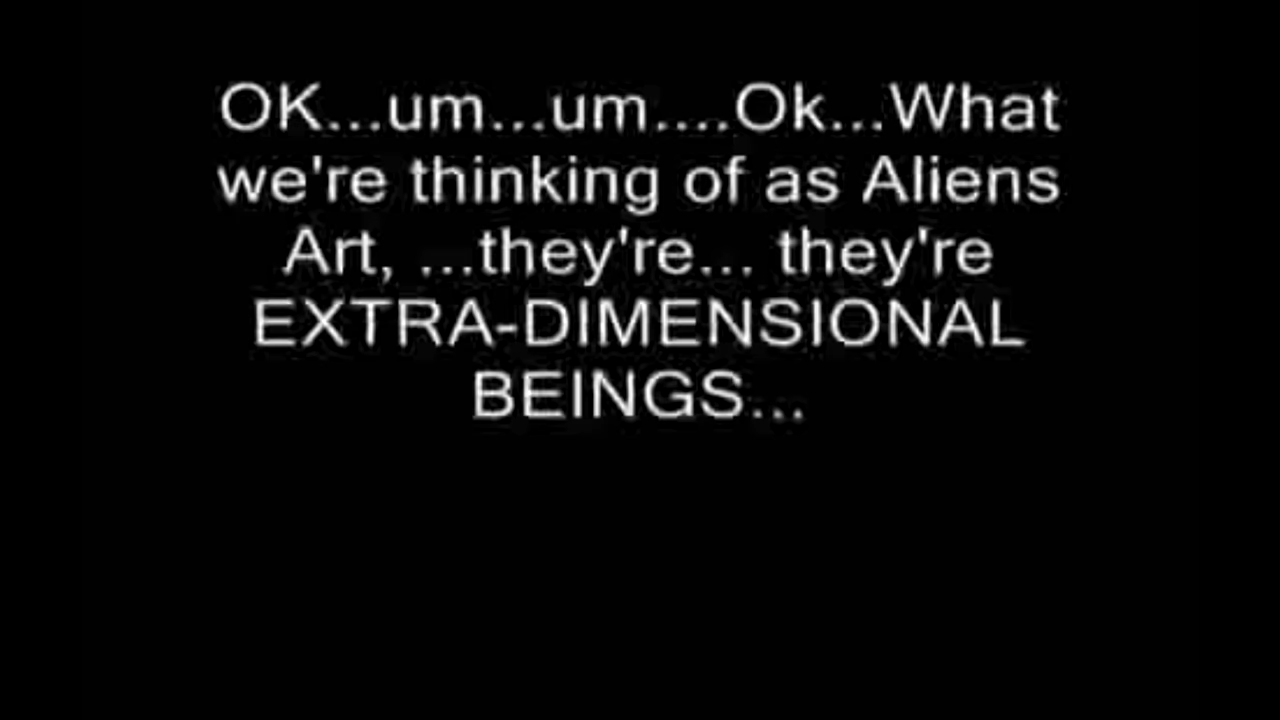 OK...um...um....Ok...What
we're thinking of as Aliens
Art, ...they're... they're
EXTRA-DIMENSIONAL
BEINGS...